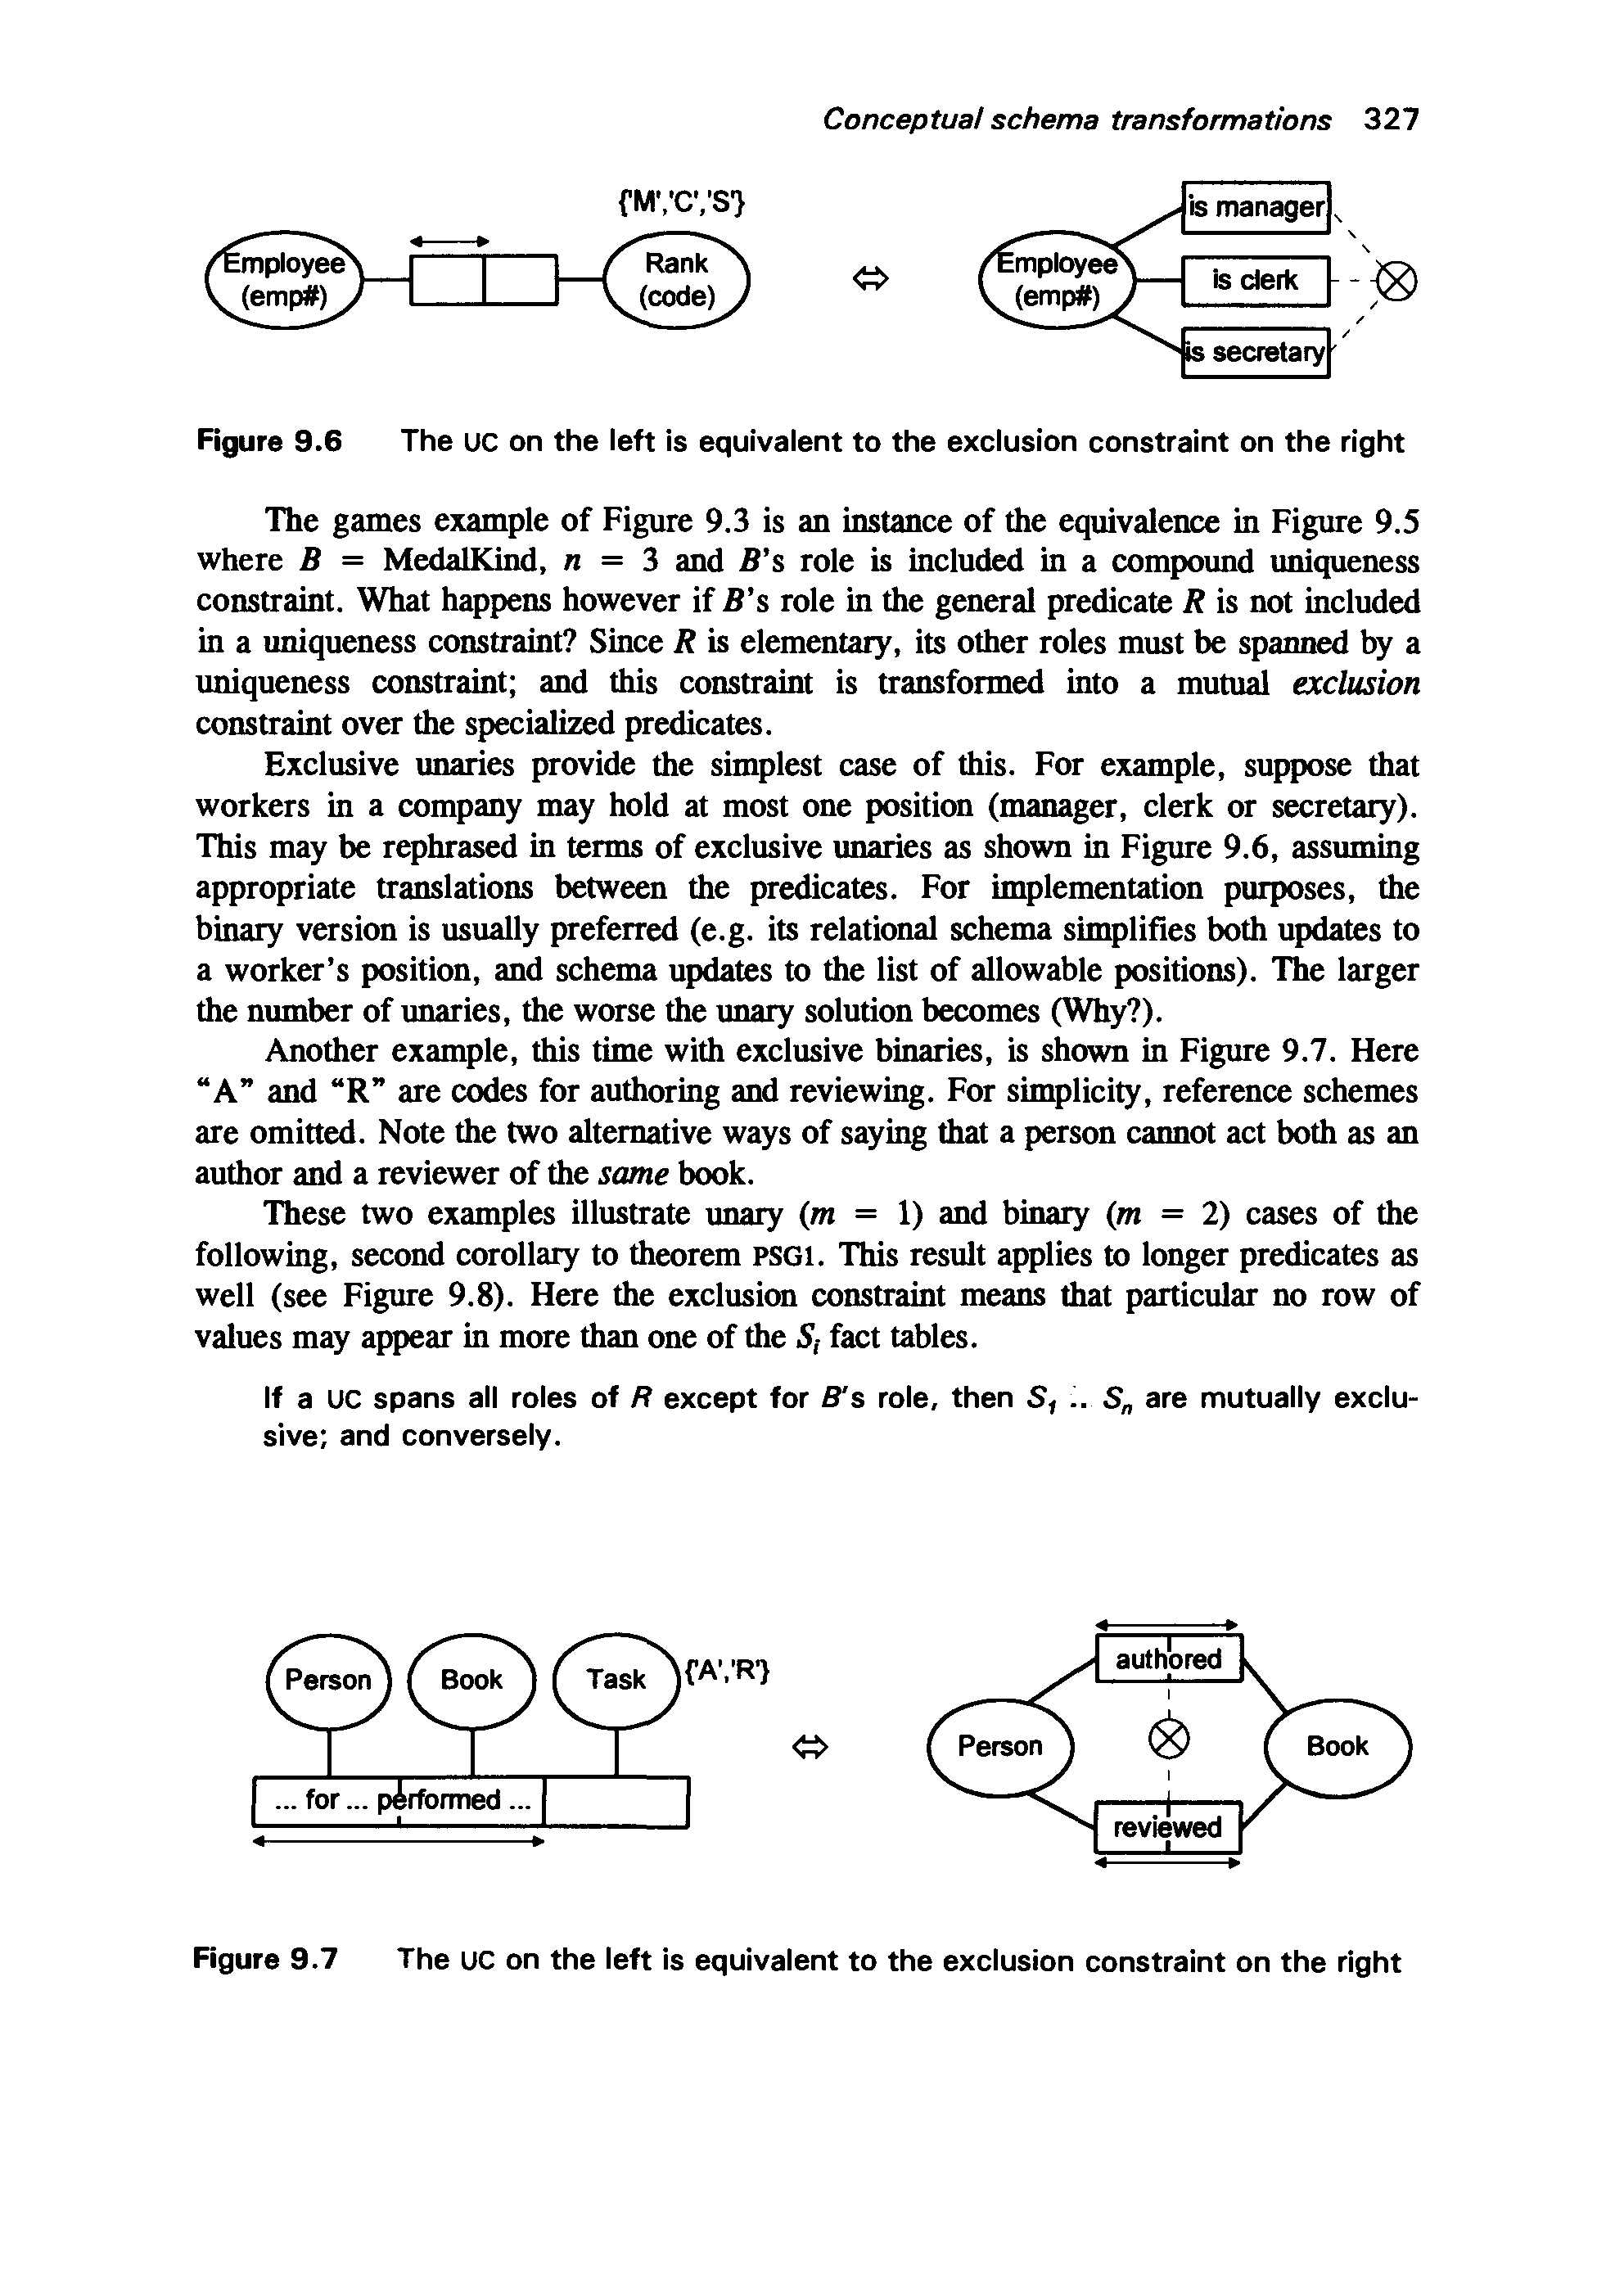 Conceptual schema transformations 327
{'M','C','S'}
Employee
(emp#)
Rank
(code)
⇔
Employee
(emp#)
is manager
is clerk
is secretary
Figure 9.6 The UC on the left is equivalent to the exclusion constraint on the right
The games example of Figure 9.3 is an instance of the equivalence in Figure 9.5
where B = MedalKind, n = 3 and B's role is included in a compound uniqueness
constraint. What happens however if B's role in the general predicate R is not included
in a uniqueness constraint? Since R is elementary, its other roles must be spanned by a
uniqueness constraint; and this constraint is transformed into a mutual exclusion
constraint over the specialized predicates.
Exclusive unaries provide the simplest case of this. For example, suppose that
workers in a company may hold at most one position (manager, clerk or secretary).
This may be rephrased in terms of exclusive unaries as shown in Figure 9.6, assuming
appropriate translations between the predicates. For implementation purposes, the
binary version is usually preferred (e.g. its relational schema simplifies both updates to
a worker's position, and schema updates to the list of allowable positions). The larger
the number of unaries, the worse the unary solution becomes (Why?).
Another example, this time with exclusive binaries, is shown in Figure 9.7. Here
“A” and “R” are codes for authoring and reviewing. For simplicity, reference schemes
are omitted. Note the two alternative ways of saying that a person cannot act both as an
author and a reviewer of the same book.
These two examples illustrate unary (m = 1) and binary (m = 2) cases of the
following, second corollary to theorem PSG1. This result applies to longer predicates as
well (see Figure 9.8). Here the exclusion constraint means that particular no row of
values may appear in more than one of the Si fact tables.
If a UC spans all roles of R except for B's role, then S1 .. Sn are mutually exclu-
sive; and conversely.
Person
Book
Task
{'A','R'}
... for ... performed ...
⇔
Person
authored
reviewed
Book
Figure 9.7 The UC on the left is equivalent to the exclusion constraint on the right